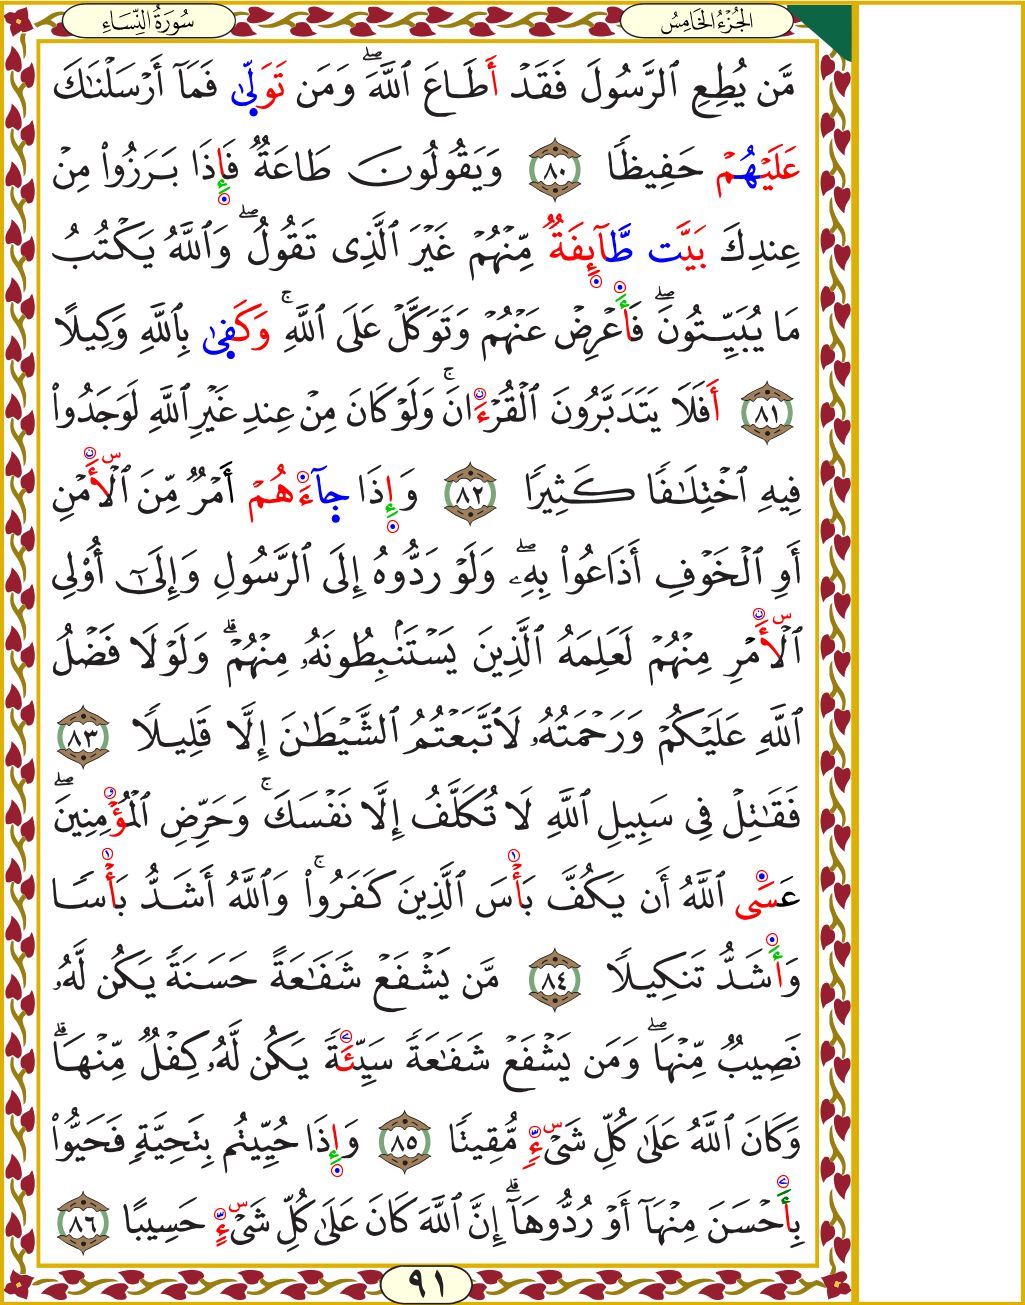 الجُزْءُ الخَامِسُ
سُورَةُ النِّسَاءِ
مَّن يُطِعِ ٱلرَّسُولَ فَقَدْ أَطَاعَ ٱللَّهَۖ وَمَن تَوَلَّىٰ فَمَآ أَرْسَلْنَـٰكَ
عَلَيْهُمْ حَفِيظًا ٨٠ وَيَقُولُونَ طَاعَةٌ فَإِذَا بَرَزُوا۟ مِنْ
عِندِكَ بَيَّت طَّآئِفَةٌ مِّنْهُمْ غَيْرَ ٱلَّذِى تَقُولُۖ وَٱللَّهُ يَكْتُبُ
مَا يُبَيِّتُونَۖ فَأَعْرِضْ عَنْهُمْ وَتَوَكَّلْ عَلَى ٱللَّهِۚ وَكَفَىٰ بِٱللَّهِ وَكِيلًا
٨١ أَفَلَا يَتَدَبَّرُونَ ٱلْقُرْءَانَۚ وَلَوْ كَانَ مِنْ عِندِ غَيْرِ ٱللَّهِ لَوَجَدُوا۟
فِيهِ ٱخْتِلَـٰفًا كَثِيرًا ٨٢ وَإِذَا جَآءَهُمْ أَمْرٌ مِّنَ ٱلْأَمْنِ
أَوِ ٱلْخَوْفِ أَذَاعُوا۟ بِهِۦۖ وَلَوْ رَدُّوهُ إِلَى ٱلرَّسُولِ وَإِلَىٰٓ أُو۟لِى
ٱلْأَمْرِ مِنْهُمْ لَعَلِمَهُ ٱلَّذِينَ يَسْتَنۢبِطُونَهُۥ مِنْهُمْۗ وَلَوْلَا فَضْلُ
ٱللَّهِ عَلَيْكُمْ وَرَحْمَتُهُۥ لَٱتَّبَعْتُمُ ٱلشَّيْطَـٰنَ إِلَّا قَلِيلًا ٨٣
فَقَـٰتِلْ فِى سَبِيلِ ٱللَّهِ لَا تُكَلَّفُ إِلَّا نَفْسَكَۚ وَحَرِّضِ ٱلْمُؤْمِنِينَۖ
عَسَى ٱللَّهُ أَن يَكُفَّ بَأْسَ ٱلَّذِينَ كَفَرُوا۟ۚ وَٱللَّهُ أَشَدُّ بَأْسًا
وَأَشَدُّ تَنكِيلًا ٨٤ مَّن يَشْفَعْ شَفَـٰعَةً حَسَنَةً يَكُن لَّهُۥ
نَصِيبٌ مِّنْهَاۖ وَمَن يَشْفَعْ شَفَـٰعَةً سَيِّئَةً يَكُن لَّهُۥ كِفْلٌ مِّنْهَاۗ
وَكَانَ ٱللَّهُ عَلَىٰ كُلِّ شَىْءٍ مُّقِيتًا ٨٥ وَإِذَا حُيِّيتُم بِتَحِيَّةٍ فَحَيُّوا۟
بِأَحْسَنَ مِنْهَآ أَوْ رُدُّوهَآۗ إِنَّ ٱللَّهَ كَانَ عَلَىٰ كُلِّ شَىْءٍ حَسِيبًا ٨٦
٩١